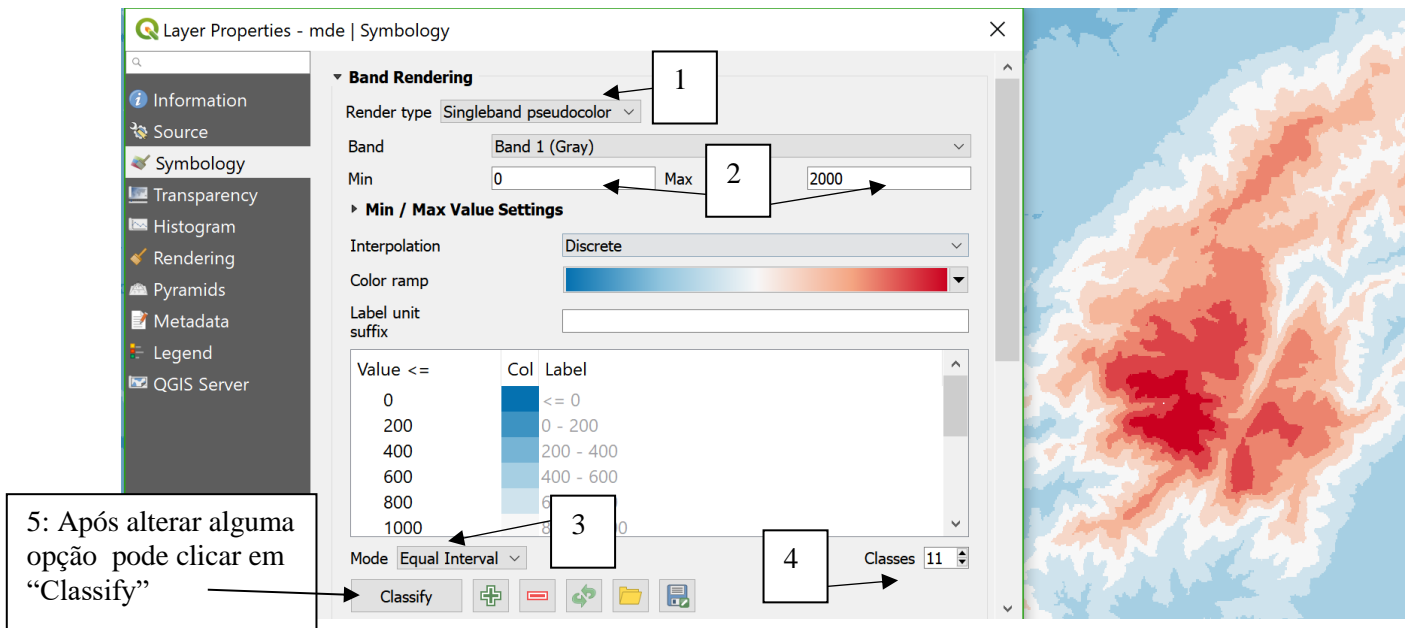 Layer Properties - mde | Symbology
Information
Source
Symbology
Transparency
Histogram
Rendering
Pyramids
Metadata
Legend
QGIS Server
Band Rendering
1
Render type Singleband pseudocolor
Band Band 1 (Gray)
Min 0 Max 2000
2
Min / Max Value Settings
Interpolation Discrete
Color ramp
Label unit
suffix
Value <= Col Label
0 <= 0
200 0 - 200
400 200 - 400
600 400 - 600
800
1000
3
Mode Equal Interval
4
Classes 11
5: Após alterar alguma
opção pode clicar em
“Classify”
Classify